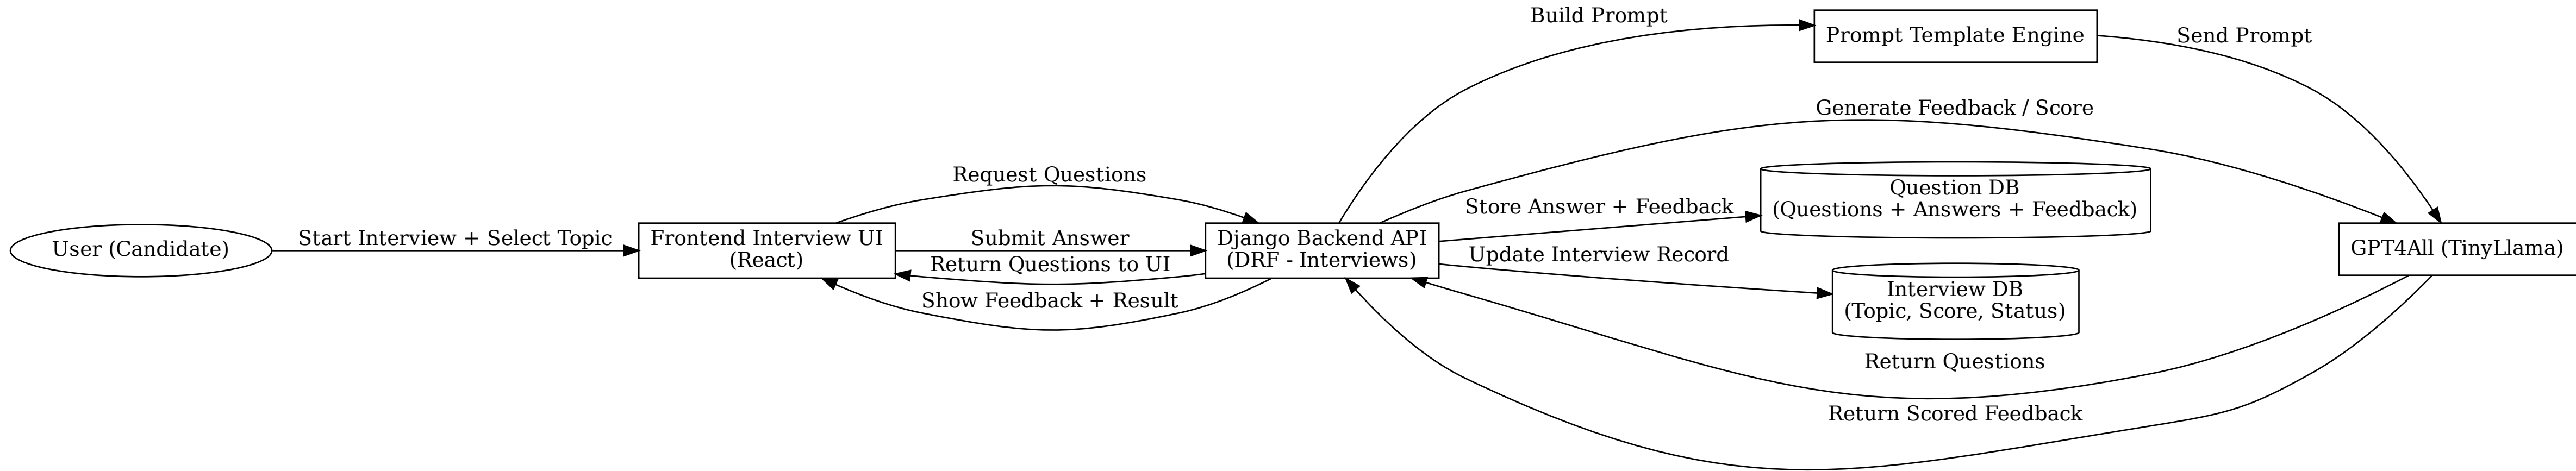 Build Prompt
Prompt Template Engine
Send Prompt
Generate Feedback / Score
Request Questions
Question DB
(Questions + Answers + Feedback)
Store Answer + Feedback
User (Candidate)
Start Interview + Select Topic
Frontend Interview UI
(React)
Submit Answer
Return Questions to UI
Show Feedback + Result
Django Backend API
(DRF - Interviews)
Update Interview Record
Interview DB
(Topic, Score, Status)
GPT4All (TinyLlama)
Return Questions
Return Scored Feedback